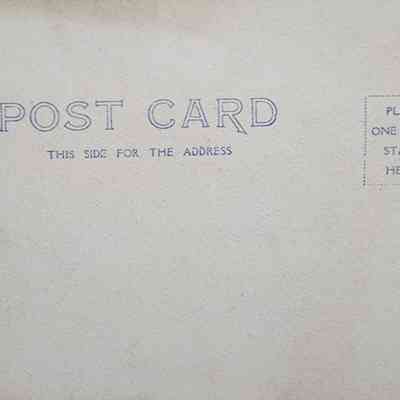 POST CARD
THIS SIDE FOR THE ADDRESS
PL
ONE
STA
HE